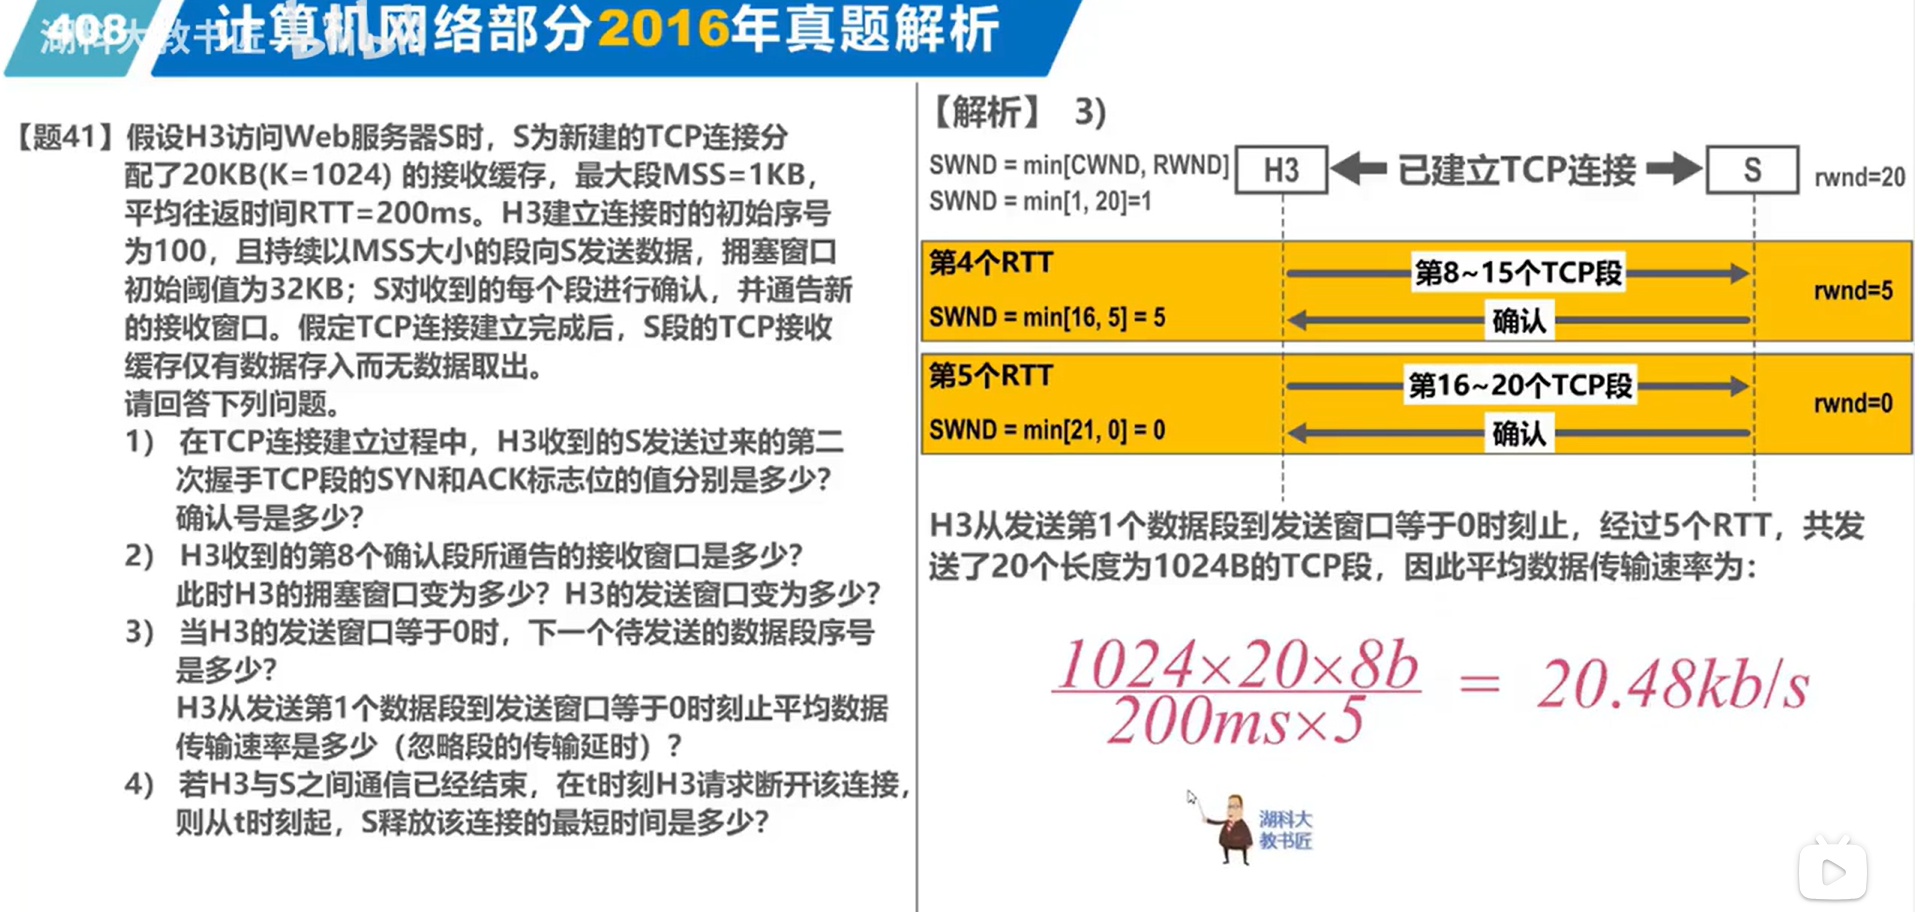 408
湖科大教书匠
bilibili
计算机网络部分2016年真题解析
【题41】假设H3访问Web服务器S时，S为新建的TCP连接分
配了20KB(K=1024) 的接收缓存，最大段MSS=1KB，
平均往返时间RTT=200ms。H3建立连接时的初始序号
为100，且持续以MSS大小的段向S发送数据，拥塞窗口
初始阈值为32KB；S对收到的每个段进行确认，并通告新
的接收窗口。假定TCP连接建立完成后，S段的TCP接收
缓存仅有数据存入而无数据取出。
请回答下列问题。
1) 在TCP连接建立过程中，H3收到的S发送过来的第二
次握手TCP段的SYN和ACK标志位的值分别是多少？
确认号是多少？
2) H3收到的第8个确认段所通告的接收窗口是多少？
此时H3的拥塞窗口变为多少？H3的发送窗口变为多少？
3) 当H3的发送窗口等于0时，下一个待发送的数据段序号
是多少？
H3从发送第1个数据段到发送窗口等于0时刻止平均数据
传输速率是多少（忽略段的传输延时）？
4) 若H3与S之间通信已经结束，在t时刻H3请求断开该连接，
则从t时刻起，S释放该连接的最短时间是多少？
【解析】 3)
SWND = min[CWND, RWND]
SWND = min[1, 20]=1
H3
已建立TCP连接
S
rwnd=20
第4个RTT
第8~15个TCP段
rwnd=5
SWND = min[16, 5] = 5
确认
第5个RTT
第16~20个TCP段
rwnd=0
SWND = min[21, 0] = 0
确认
H3从发送第1个数据段到发送窗口等于0时刻止，经过5个RTT，共发
送了20个长度为1024B的TCP段，因此平均数据传输速率为：
1024×20×8b
200ms×5
= 20.48kb/s
湖科大
教书匠